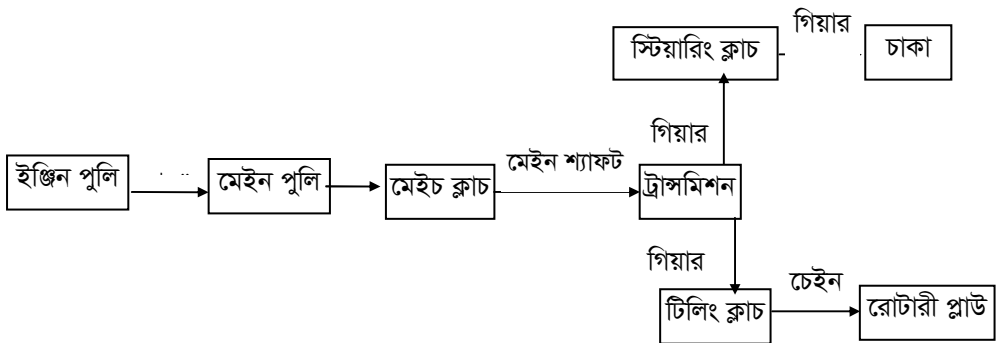 গিয়ার
স্টিয়ারিং ক্লাচ
চাকা
গিয়ার
ইঞ্জিন পুলি
মেইন পুলি
মেইচ ক্লাচ
মেইন শ্যাফট
ট্রান্সমিশন
গিয়ার
টিলিং ক্লাচ
চেইন
রোটারী প্লাউ